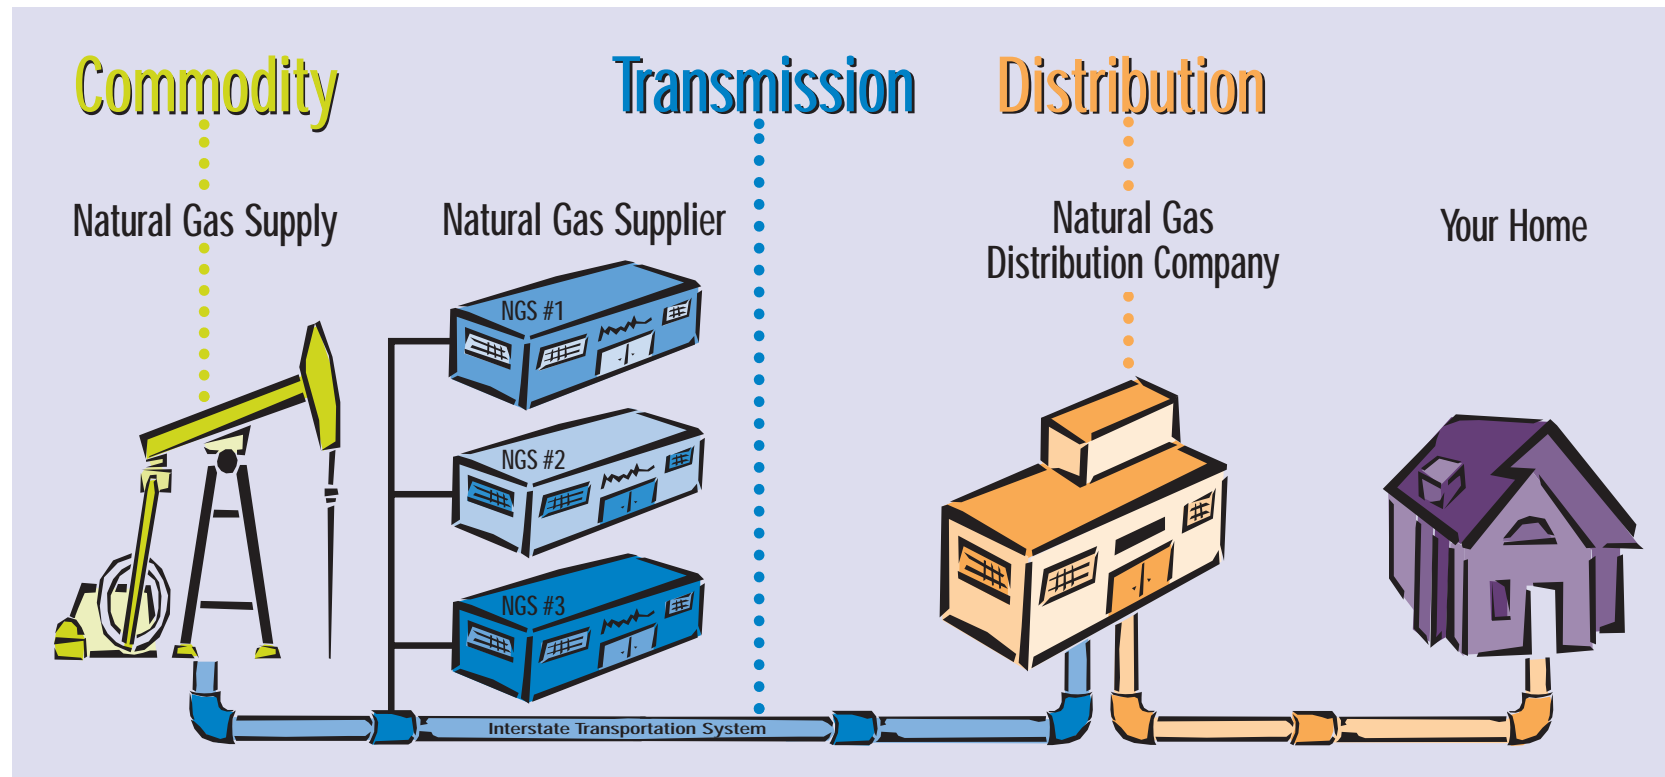 Commodity
Transmission
Distribution
Natural Gas Supply
Natural Gas Supplier
Natural Gas
Distribution Company
Your Home
NGS #1
NGS #2
NGS #3
Interstate Transportation System